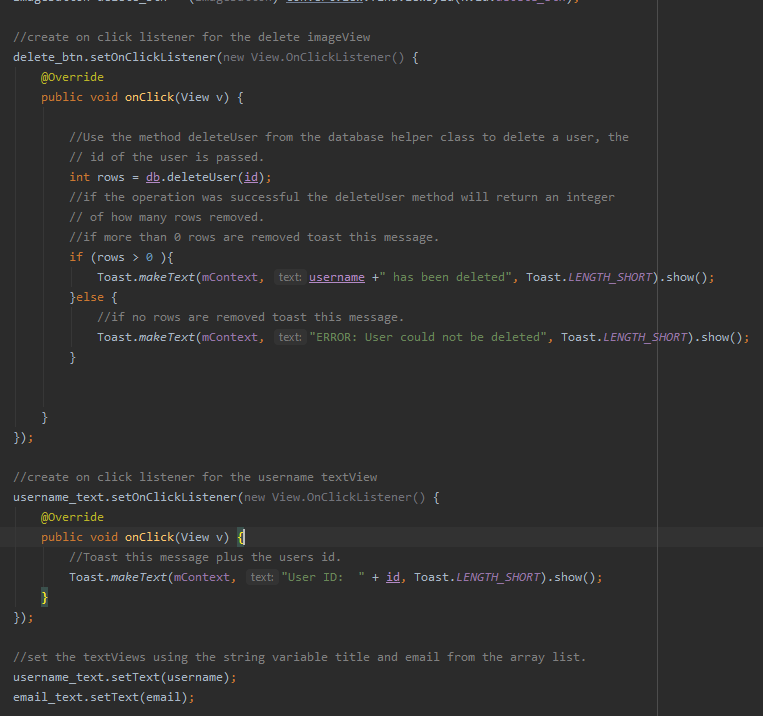 //create on click listener for the delete imageView
delete_btn.setOnClickListener(new View.OnClickListener() {
@Override
public void onClick(View v) {
//Use the method deleteUser from the database helper class to delete a user, the
// id of the user is passed.
int rows = db.deleteUser(id);
//if the operation was successful the deleteUser method will return an integer
// of how many rows removed.
//if more than 0 rows are removed toast this message.
if (rows > 0 ){
Toast.makeText(mContext, text: username +" has been deleted", Toast.LENGTH_SHORT).show();
}else {
//if no rows are removed toast this message.
Toast.makeText(mContext, text: "ERROR: User could not be deleted", Toast.LENGTH_SHORT).show();
}
}
});
//create on click listener for the username textView
username_text.setOnClickListener(new View.OnClickListener() {
@Override
public void onClick(View v) {
//Toast this message plus the users id.
Toast.makeText(mContext, text: "User ID:  " + id, Toast.LENGTH_SHORT).show();
}
});
//set the textViews using the string variable title and email from the array list.
username_text.setText(username);
email_text.setText(email);